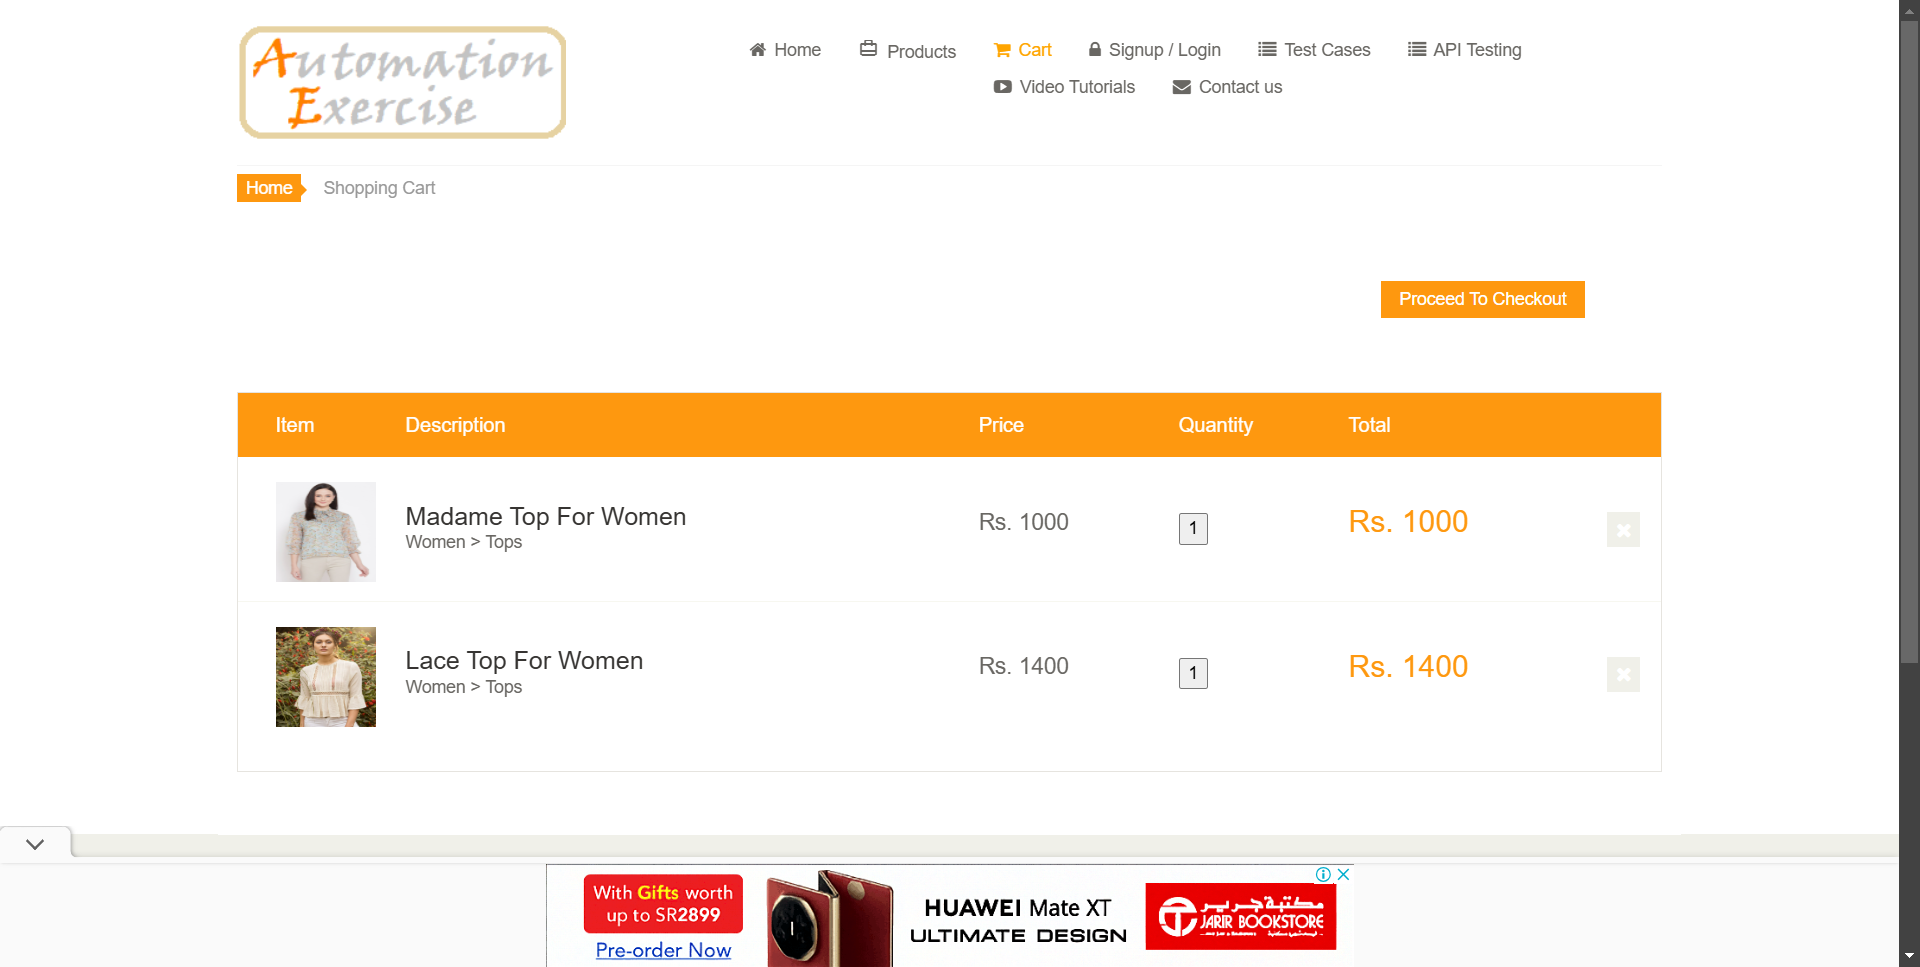 Automation
Exercise
Home
Products
Cart
Signup / Login
Test Cases
API Testing
Video Tutorials
Contact us
Home
Shopping Cart
Proceed To Checkout
Item Description Price Quantity Total
Madame Top For Women
Women > Tops
Rs. 1000
1
Rs. 1000
Lace Top For Women
Women > Tops
Rs. 1400
1
Rs. 1400
With Gifts worth
up to SR2899
Pre-order Now
HUAWEI Mate XT
ULTIMATE DESIGN
مكتبة جرير
JARIR BOOKSTORE